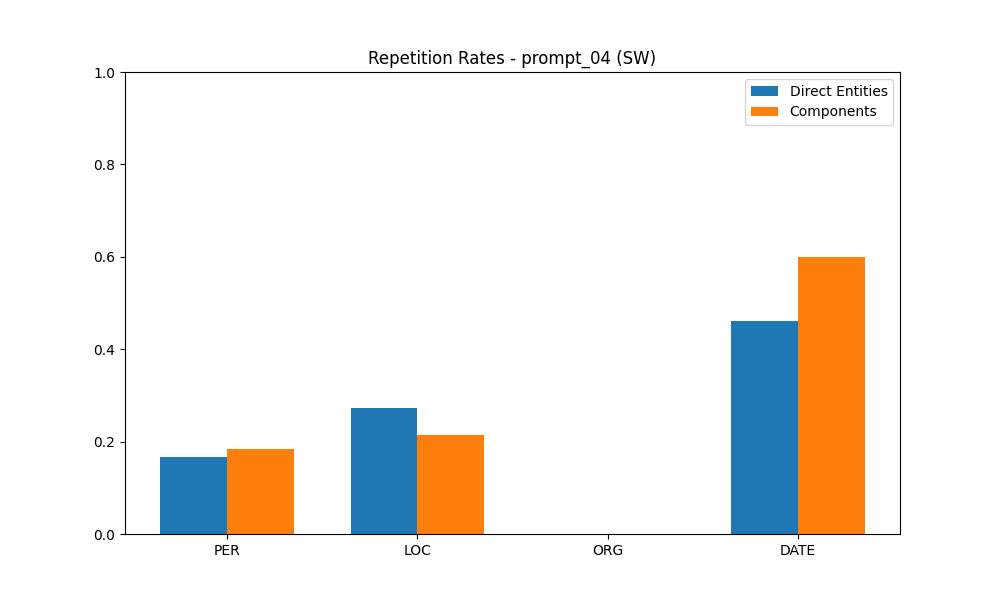 Repetition Rates - prompt_04 (SW)
1.0
0.8
0.6
0.4
0.2
0.0
Direct Entities
Components
PER LOC ORG DATE